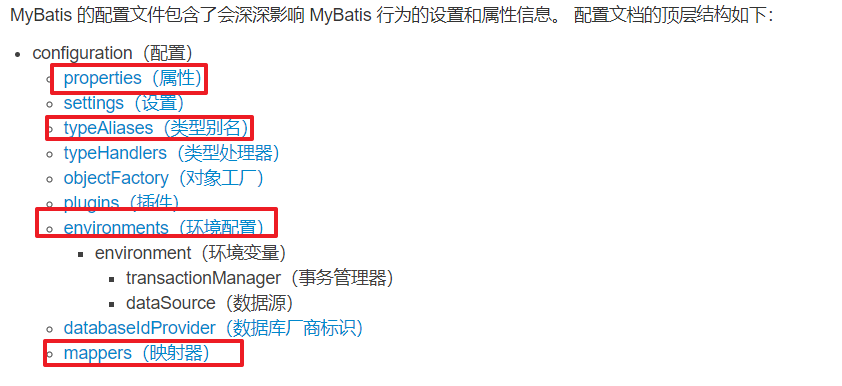 MyBatis 的配置文件包含了会深深影响 MyBatis 行为的设置和属性信息。 配置文档的顶层结构如下：
configuration（配置）
properties（属性）
settings（设置）
typeAliases（类型别名）
typeHandlers（类型处理器）
objectFactory（对象工厂）
plugins（插件）
environments（环境配置）
environment（环境变量）
transactionManager（事务管理器）
dataSource（数据源）
databaseIdProvider（数据库厂商标识）
mappers（映射器）